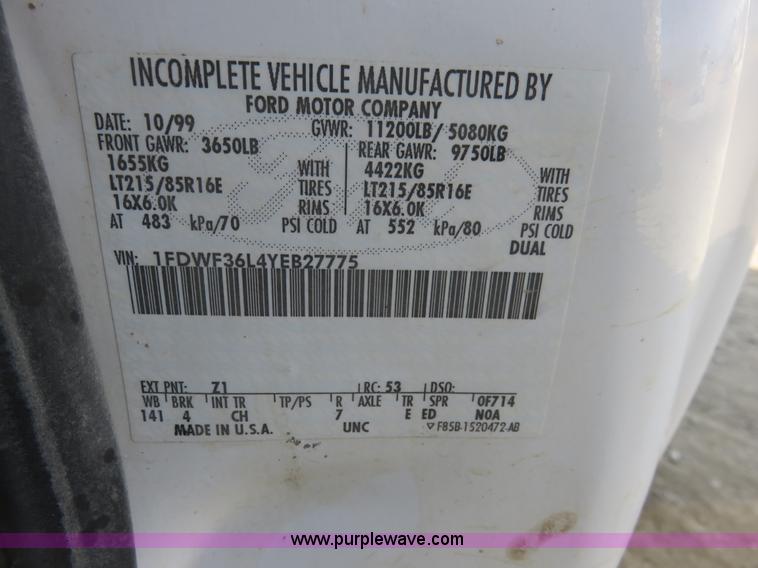 INCOMPLETE VEHICLE MANUFACTURED BY
FORD MOTOR COMPANY
DATE: 10/99 GVWR: 11200LB/ 5080KG
FRONT GAWR: 3650LB REAR GAWR: 9750LB
1655KG WITH 4422KG WITH
LT215/85R16E TIRES LT215/85R16E TIRES
16X6.0K RIMS 16X6.0K RIMS
AT 483 kPa/70 PSI COLD AT 552 kPa/80 PSI COLD
DUAL
VIN: 1FDWF36L4YEB27775
EXT PNT: Z1 RC: 53 DSO:
WB BRK INT TR TP/PS R AXLE TR SPR OF714
141 4 CH 7 E ED NOA
MADE IN U.S.A. UNC F85B-1520472-AB
www.purplewave.com